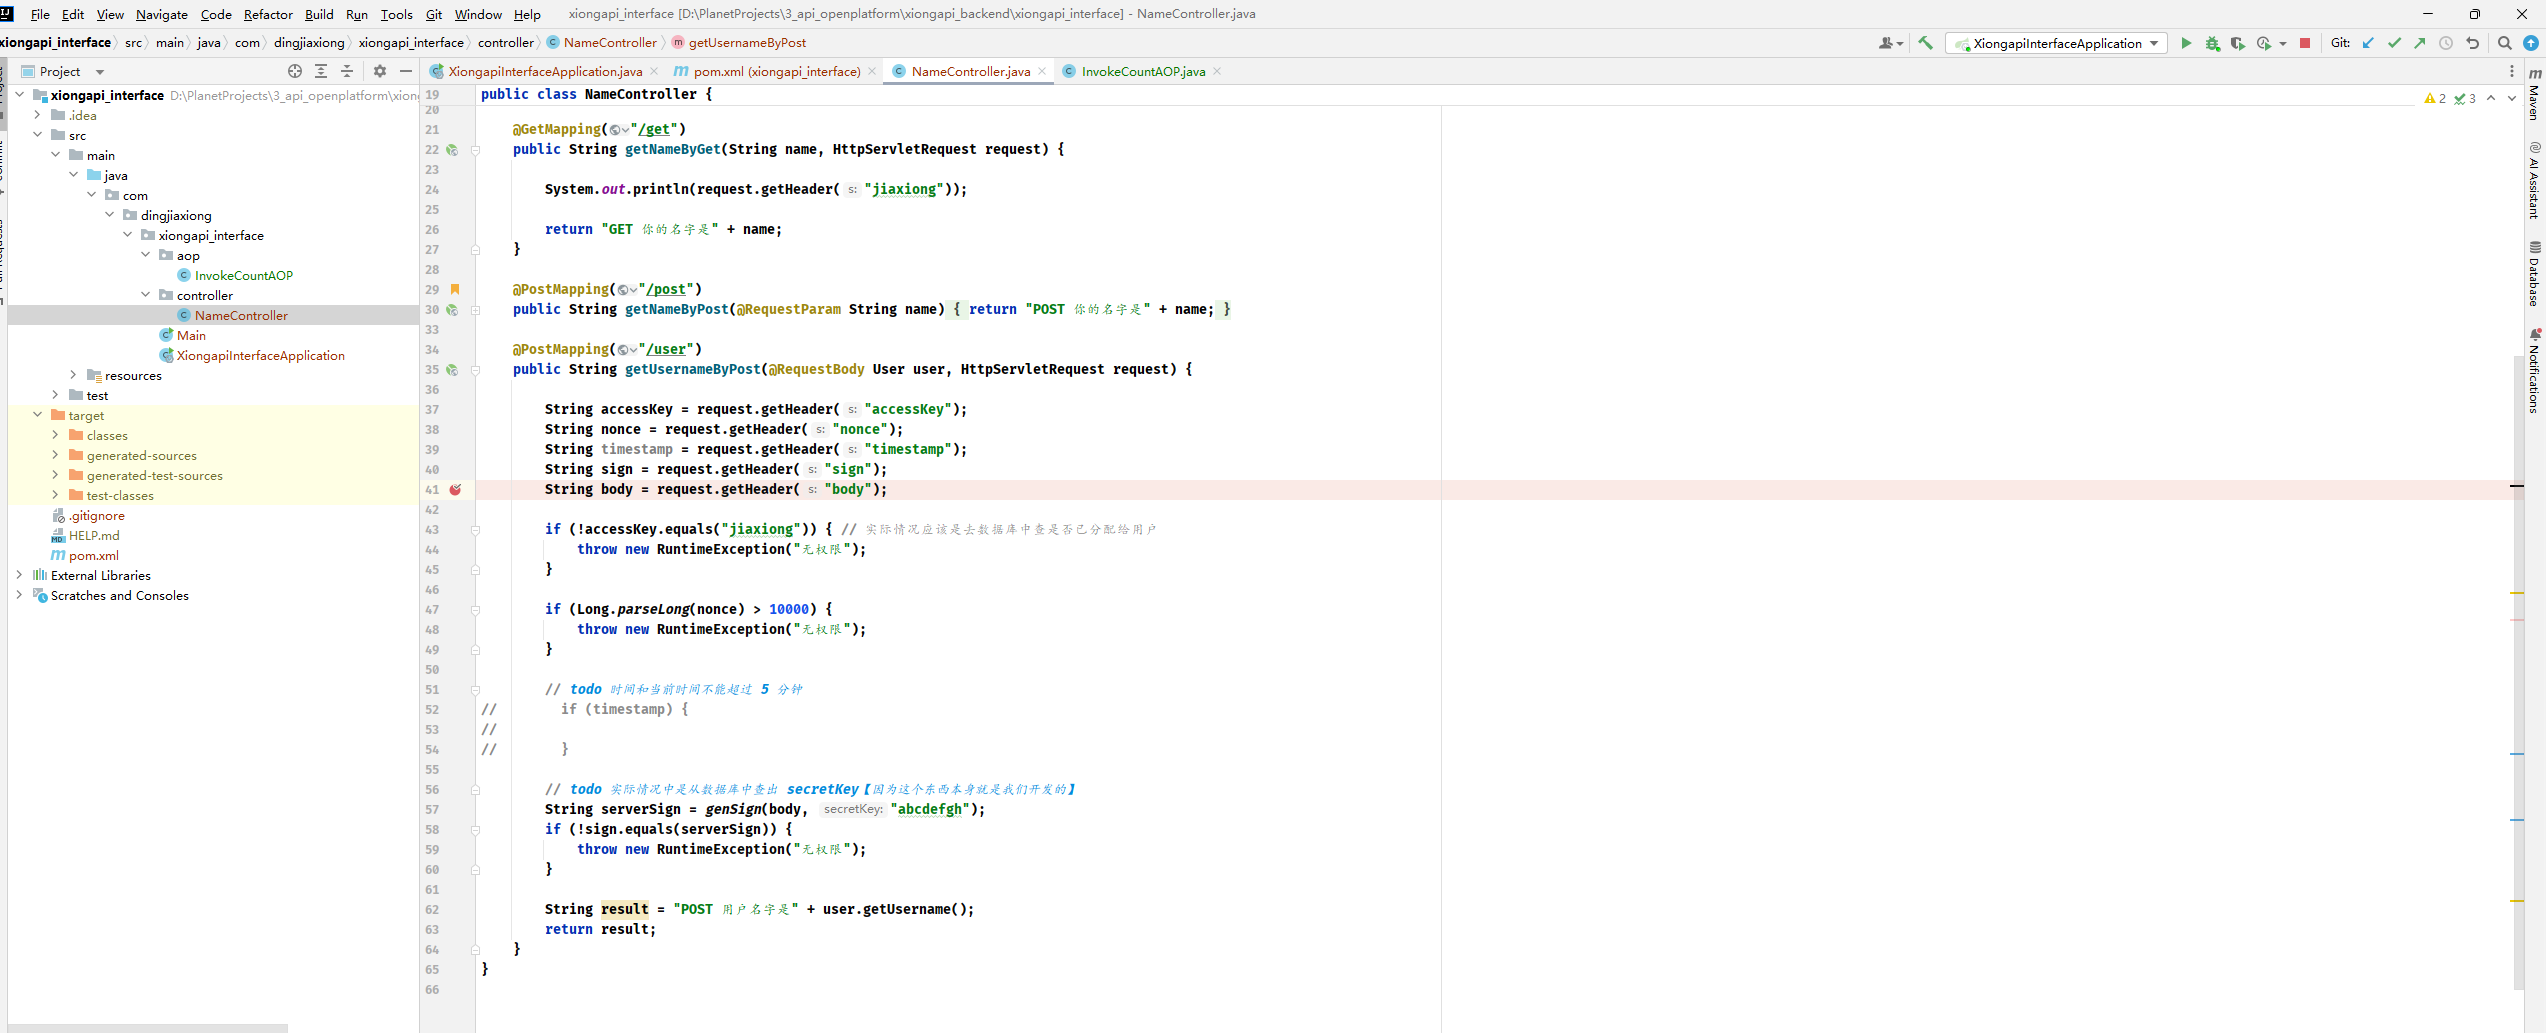 File Edit View Navigate Code Refactor Build Run Tools Git Window Help xiongapi_interface [D:\PlanetProjects\3_api_openplatform\xiongapi_backend\xiongapi_interface] - NameController.java
xiongapi_interface src main java com dingjiaxiong xiongapi_interface controller NameController getUsernameByPost XiongapiInterfaceApplication Git:
Project XiongapiInterfaceApplication.java pom.xml (xiongapi_interface) NameController.java InvokeCountAOP.java
xiongapi_interface D:\PlanetProjects\3_api_openplatform\xion
.idea
src
main
java
com
dingjiaxiong
xiongapi_interface
aop
InvokeCountAOP
controller
NameController
Main
XiongapiInterfaceApplication
resources
test
target
classes
generated-sources
generated-test-sources
test-classes
.gitignore
HELP.md
pom.xml
External Libraries
Scratches and Consoles
19 public class NameController {
2 3
20
21 @GetMapping("/get")
22 public String getNameByGet(String name, HttpServletRequest request) {
23
24 System.out.println(request.getHeader( s: "jiaxiong"));
25
26 return "GET 你的名字是" + name;
27 }
28
29 @PostMapping("/post")
30 public String getNameByPost(@RequestParam String name) { return "POST 你的名字是" + name; }
33
34 @PostMapping("/user")
35 public String getUsernameByPost(@RequestBody User user, HttpServletRequest request) {
36
37 String accessKey = request.getHeader( s: "accessKey");
38 String nonce = request.getHeader( s: "nonce");
39 String timestamp = request.getHeader( s: "timestamp");
40 String sign = request.getHeader( s: "sign");
41 String body = request.getHeader( s: "body");
42
43 if (!accessKey.equals("jiaxiong")) { // 实际情况应该是去数据库中查是否已分配给用户
44 throw new RuntimeException("无权限");
45 }
46
47 if (Long.parseLong(nonce) > 10000) {
48 throw new RuntimeException("无权限");
49 }
50
51 // todo 时间和当前时间不能超过 5 分钟
52 // if (timestamp) {
53 //
54 // }
55
56 // todo 实际情况中是从数据库中查出 secretKey【因为这个东西本身就是我们开发的】
57 String serverSign = genSign(body, secretKey: "abcdefgh");
58 if (!sign.equals(serverSign)) {
59 throw new RuntimeException("无权限");
60 }
61
62 String result = "POST 用户名字是" + user.getUsername();
63 return result;
64 }
65 }
66
Maven
AI Assistant
Database
Notifications